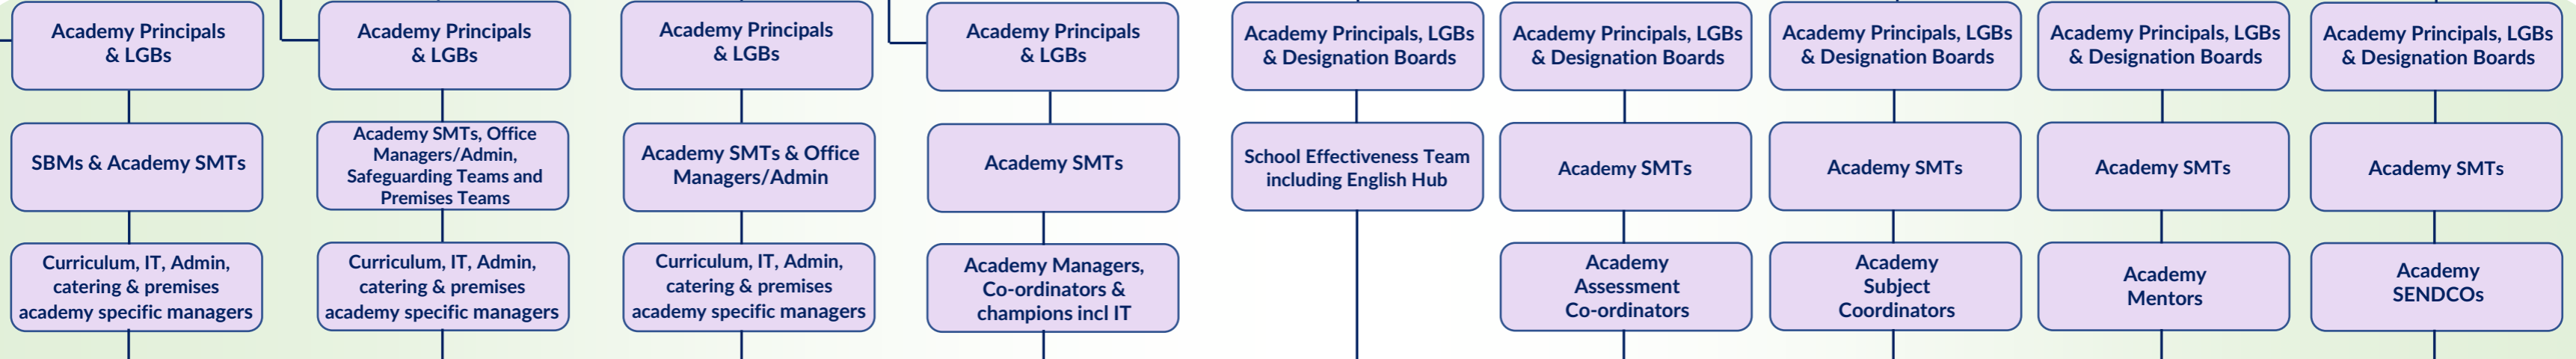 Academy Principals
& LGBs
Academy Principals
& LGBs
Academy Principals
& LGBs
Academy Principals
& LGBs
Academy Principals, LGBs
& Designation Boards
Academy Principals, LGBs
& Designation Boards
Academy Principals, LGBs
& Designation Boards
Academy Principals, LGBs
& Designation Boards
Academy Principals, LGBs
& Designation Boards
SBMs & Academy SMTs
Academy SMTs, Office
Managers/Admin,
Safeguarding Teams and
Premises Teams
Academy SMTs & Office
Managers/Admin
Academy SMTs
School Effectiveness Team
including English Hub
Academy SMTs
Academy SMTs
Academy SMTs
Academy SMTs
Curriculum, IT, Admin,
catering & premises
academy specific managers
Curriculum, IT, Admin,
catering & premises
academy specific managers
Curriculum, IT, Admin,
catering & premises
academy specific managers
Academy Managers,
Co-ordinators &
champions incl IT
Academy
Assessment
Co-ordinators
Academy
Subject
Coordinators
Academy
Mentors
Academy
SENDCOs